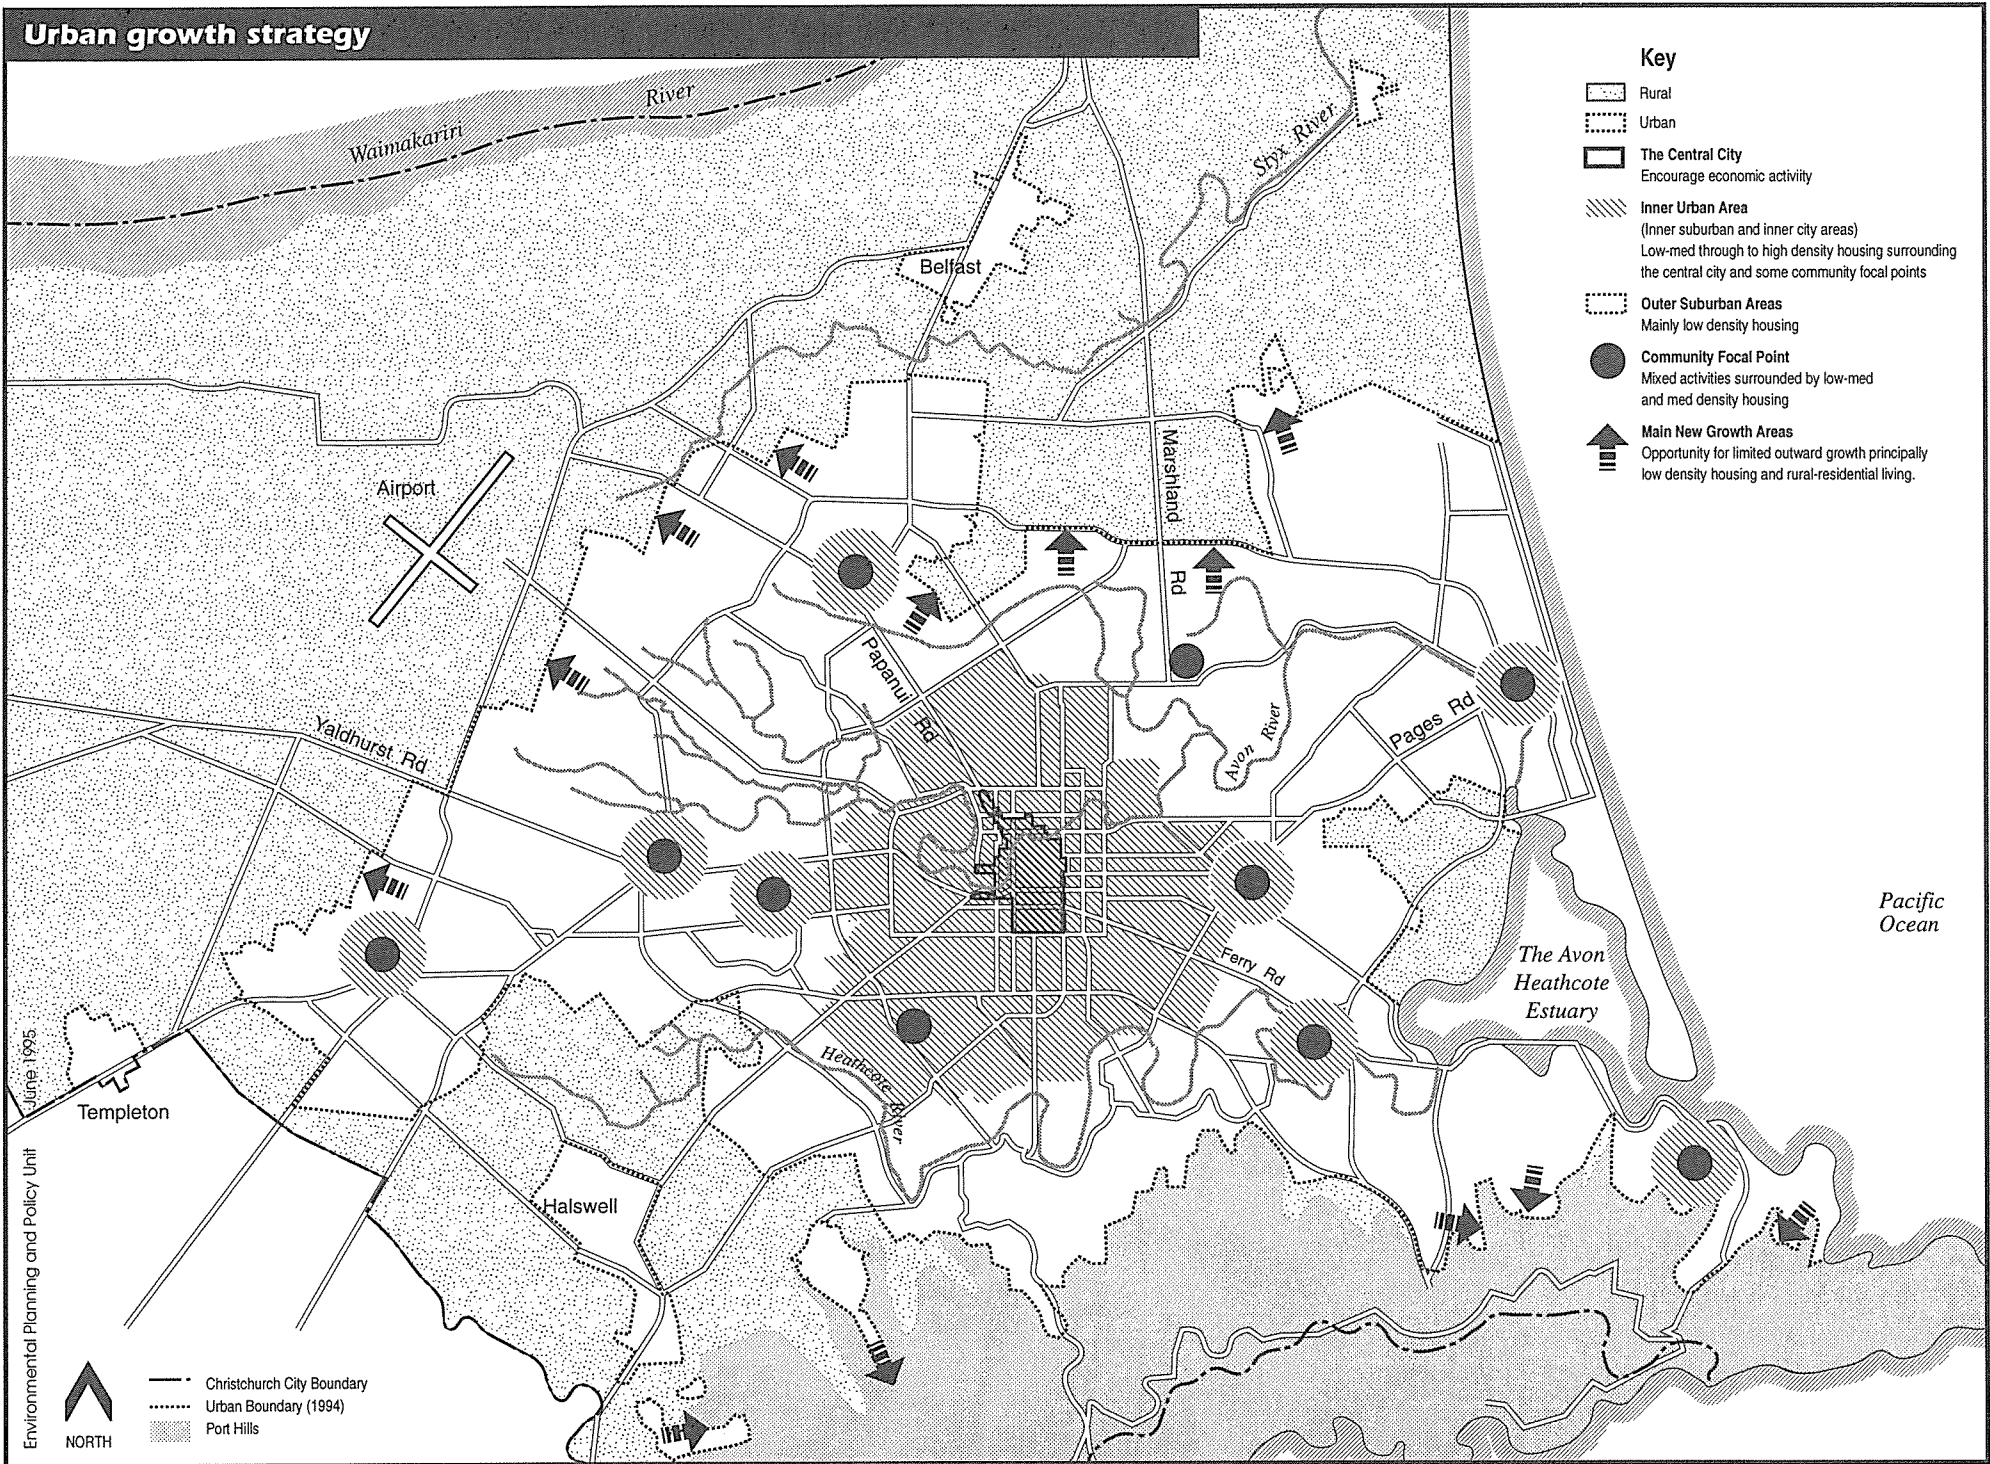 Urban growth strategy
Key
Rural
Urban
The Central City
Encourage economic activiity
Inner Urban Area
(Inner suburban and inner city areas)
Low-med through to high density housing surrounding
the central city and some community focal points
Outer Suburban Areas
Mainly low density housing
Community Focal Point
Mixed activities surrounded by low-med
and med density housing
Main New Growth Areas
Opportunity for limited outward growth principally
low density housing and rural-residential living.
Waimakariri River
Styx River
Belfast
Airport
Marshland Rd
Papanui Rd
Yaldhurst Rd
Pages Rd
Avon River
Pacific
Ocean
The Avon
Heathcote
Estuary
Ferry Rd
Heathcote River
Templeton
Halswell
Environmental Planning and Policy Unit June 1995
NORTH
Christchurch City Boundary
Urban Boundary (1994)
Port Hills